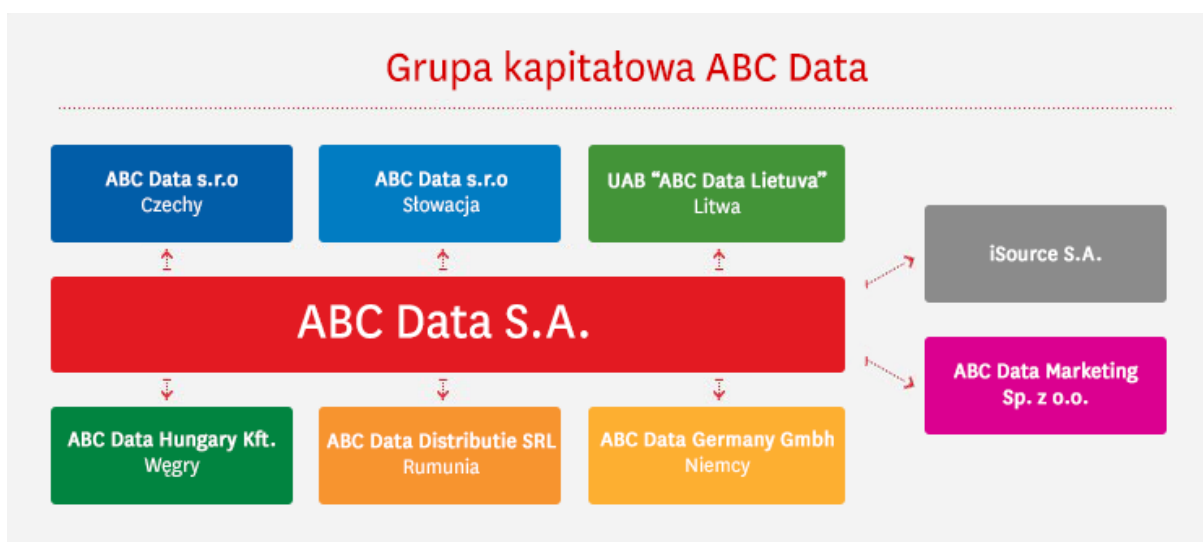 Grupa kapitałowa ABC Data
ABC Data s.r.o
Czechy
ABC Data s.r.o
Słowacja
UAB “ABC Data Lietuva”
Litwa
iSource S.A.
ABC Data S.A.
ABC Data Marketing
Sp. z o.o.
ABC Data Hungary Kft.
Węgry
ABC Data Distributie SRL
Rumunia
ABC Data Germany Gmbh
Niemcy